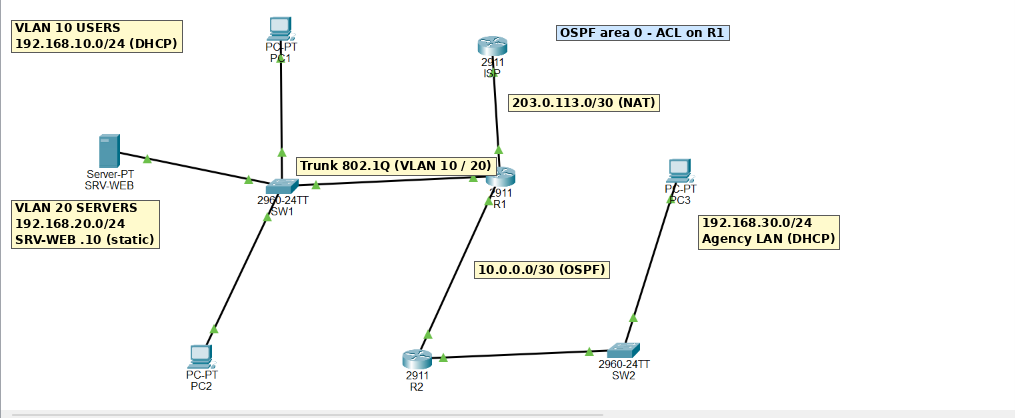 VLAN 10 USERS
192.168.10.0/24 (DHCP)
PC-PT
PC1
2911
ISP
OSPF area 0 - ACL on R1
203.0.113.0/30 (NAT)
Server-PT
SRV-WEB
Trunk 802.1Q (VLAN 10 / 20)
2960-24TT
SW1
2911
R1
PC-PT
PC3
VLAN 20 SERVERS
192.168.20.0/24
SRV-WEB .10 (static)
192.168.30.0/24
Agency LAN (DHCP)
10.0.0.0/30 (OSPF)
PC-PT
PC2
2911
R2
2960-24TT
SW2